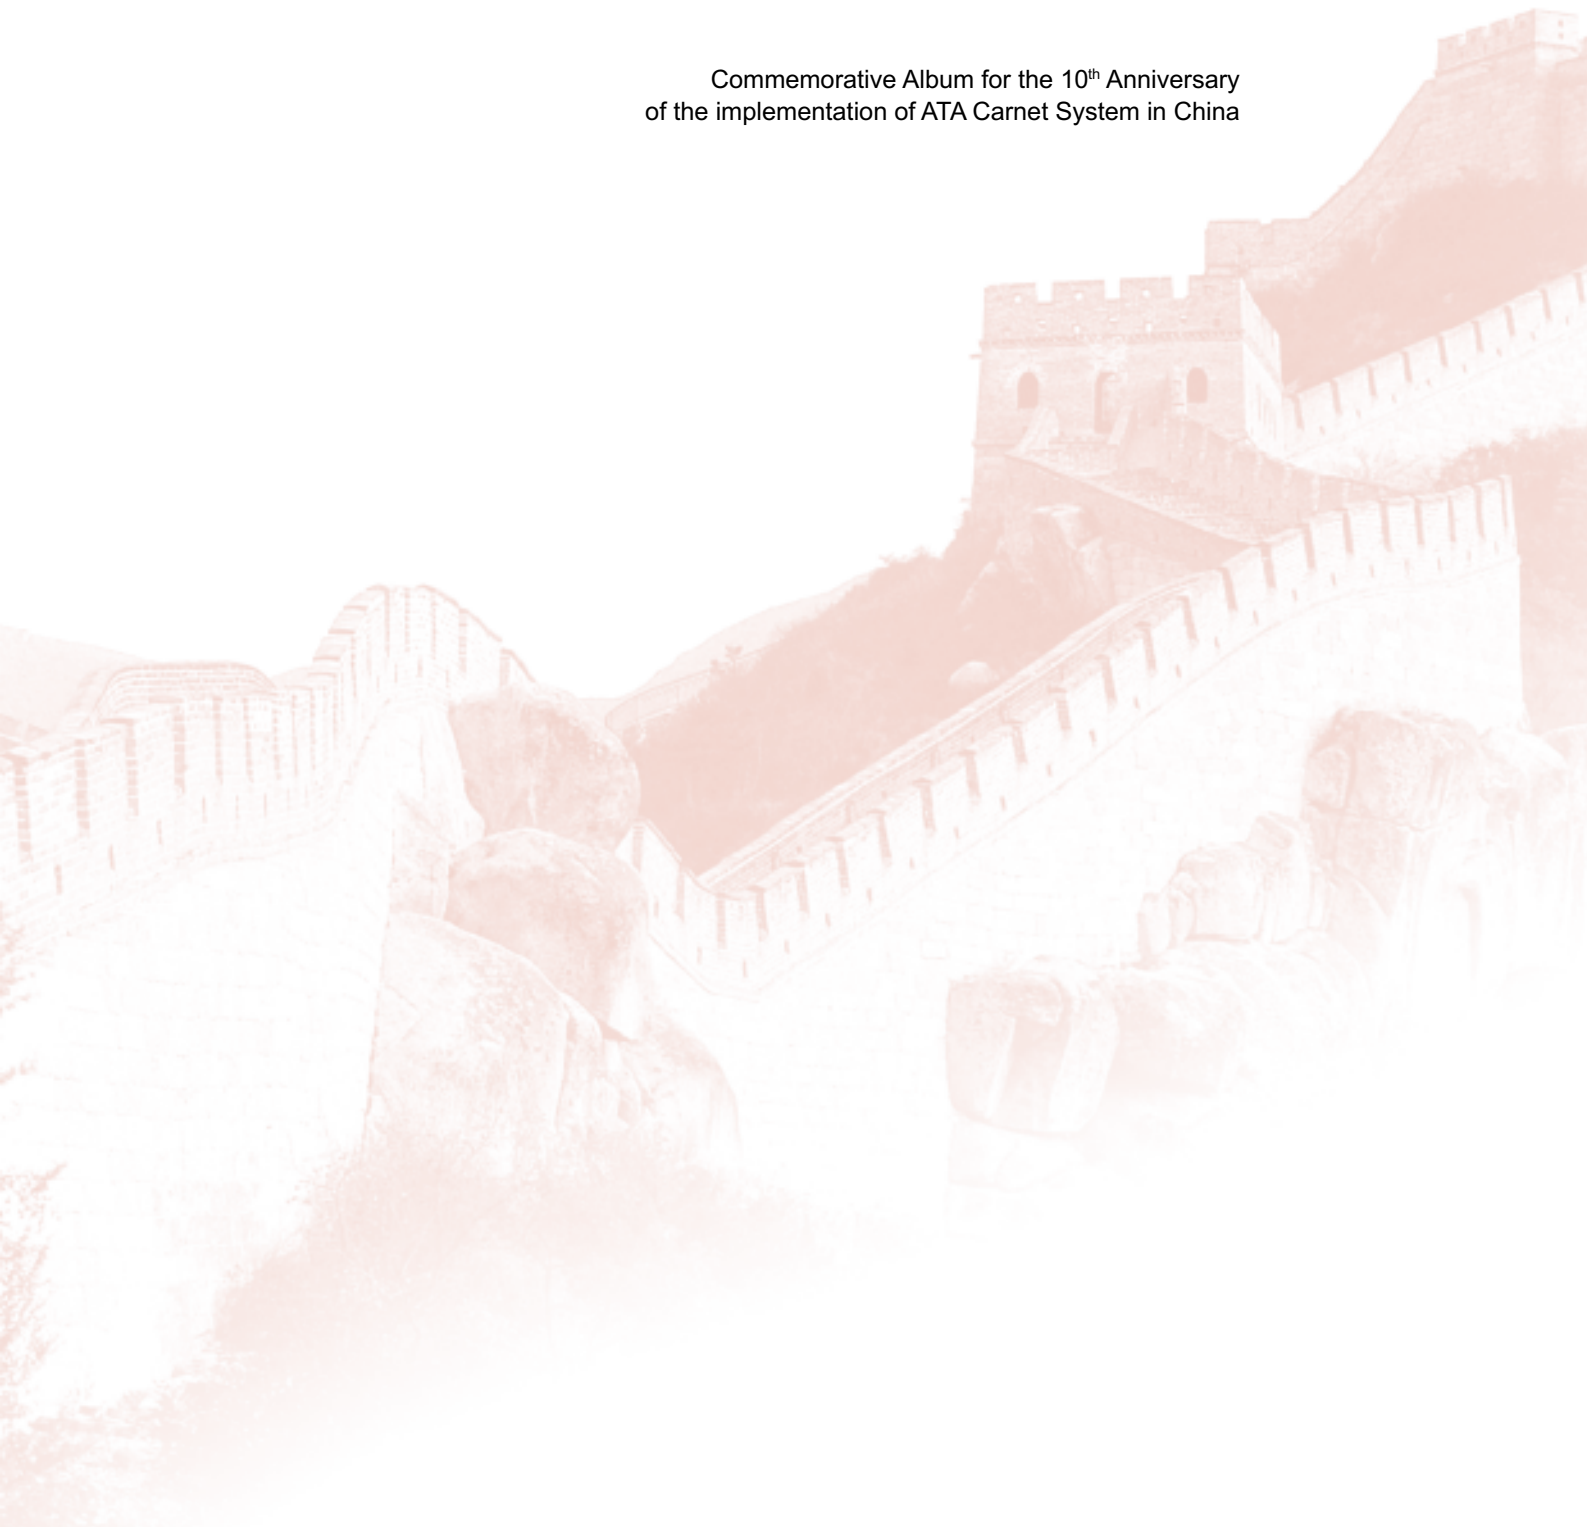 Commemorative Album for the 10th Anniversary
of the implementation of ATA Carnet System in China